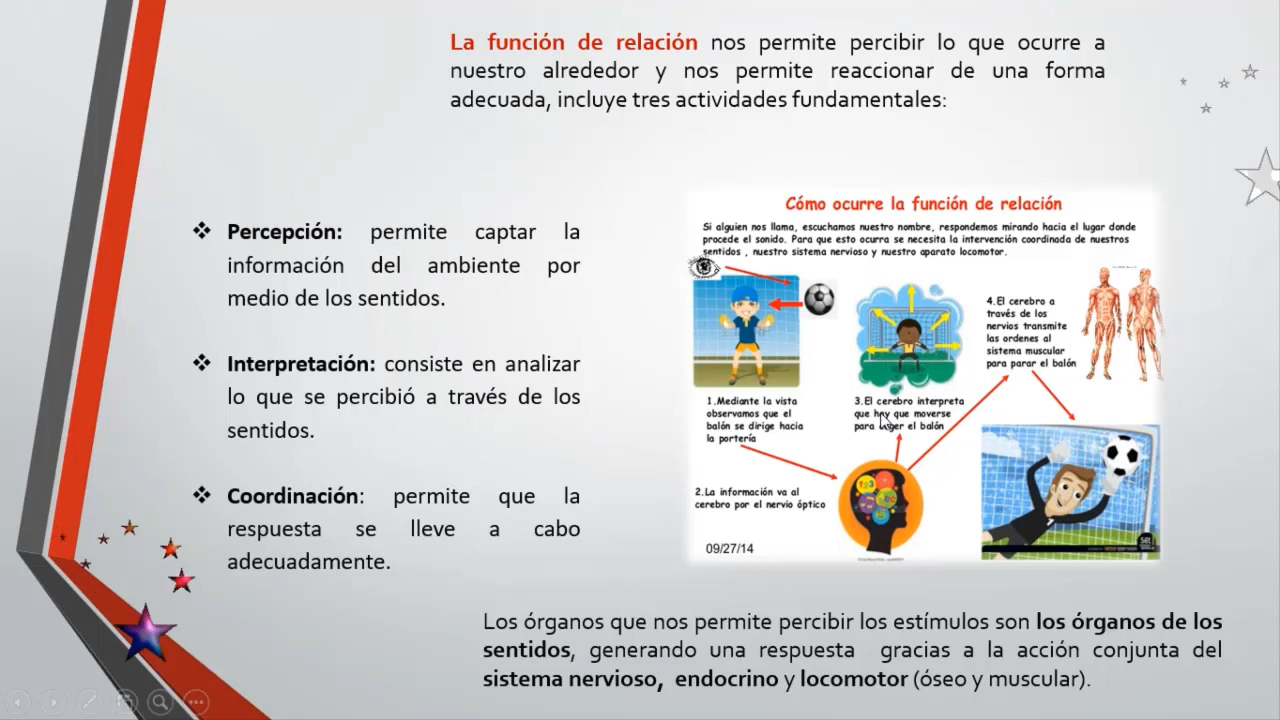 La función de relación nos permite percibir lo que ocurre a
nuestro alrededor y nos permite reaccionar de una forma
adecuada, incluye tres actividades fundamentales:
❖ Percepción: permite captar la
información del ambiente por
medio de los sentidos.
❖ Interpretación: consiste en analizar
lo que se percibió a través de los
sentidos.
❖ Coordinación: permite que la
respuesta se lleve a cabo
adecuadamente.
Cómo ocurre la función de relación
Si alguien nos llama, escuchamos nuestro nombre, respondemos mirando hacia el lugar donde
procede el sonido. Para que esto ocurra se necesita la intervención coordinada de nuestros
sentidos , nuestro sistema nervioso y nuestro aparato locomotor.
1.Mediante la vista
observamos que el
balón se dirige hacia
la portería
2.La información va al
cerebro por el nervio óptico
3.El cerebro interpreta
que hay que moverse
para coger el balón
4.El cerebro a
través de los
nervios transmite
las ordenes al
sistema muscular
para parar el balón
09/27/14
Los órganos que nos permite percibir los estímulos son los órganos de los
sentidos, generando una respuesta gracias a la acción conjunta del
sistema nervioso, endocrino y locomotor (óseo y muscular).